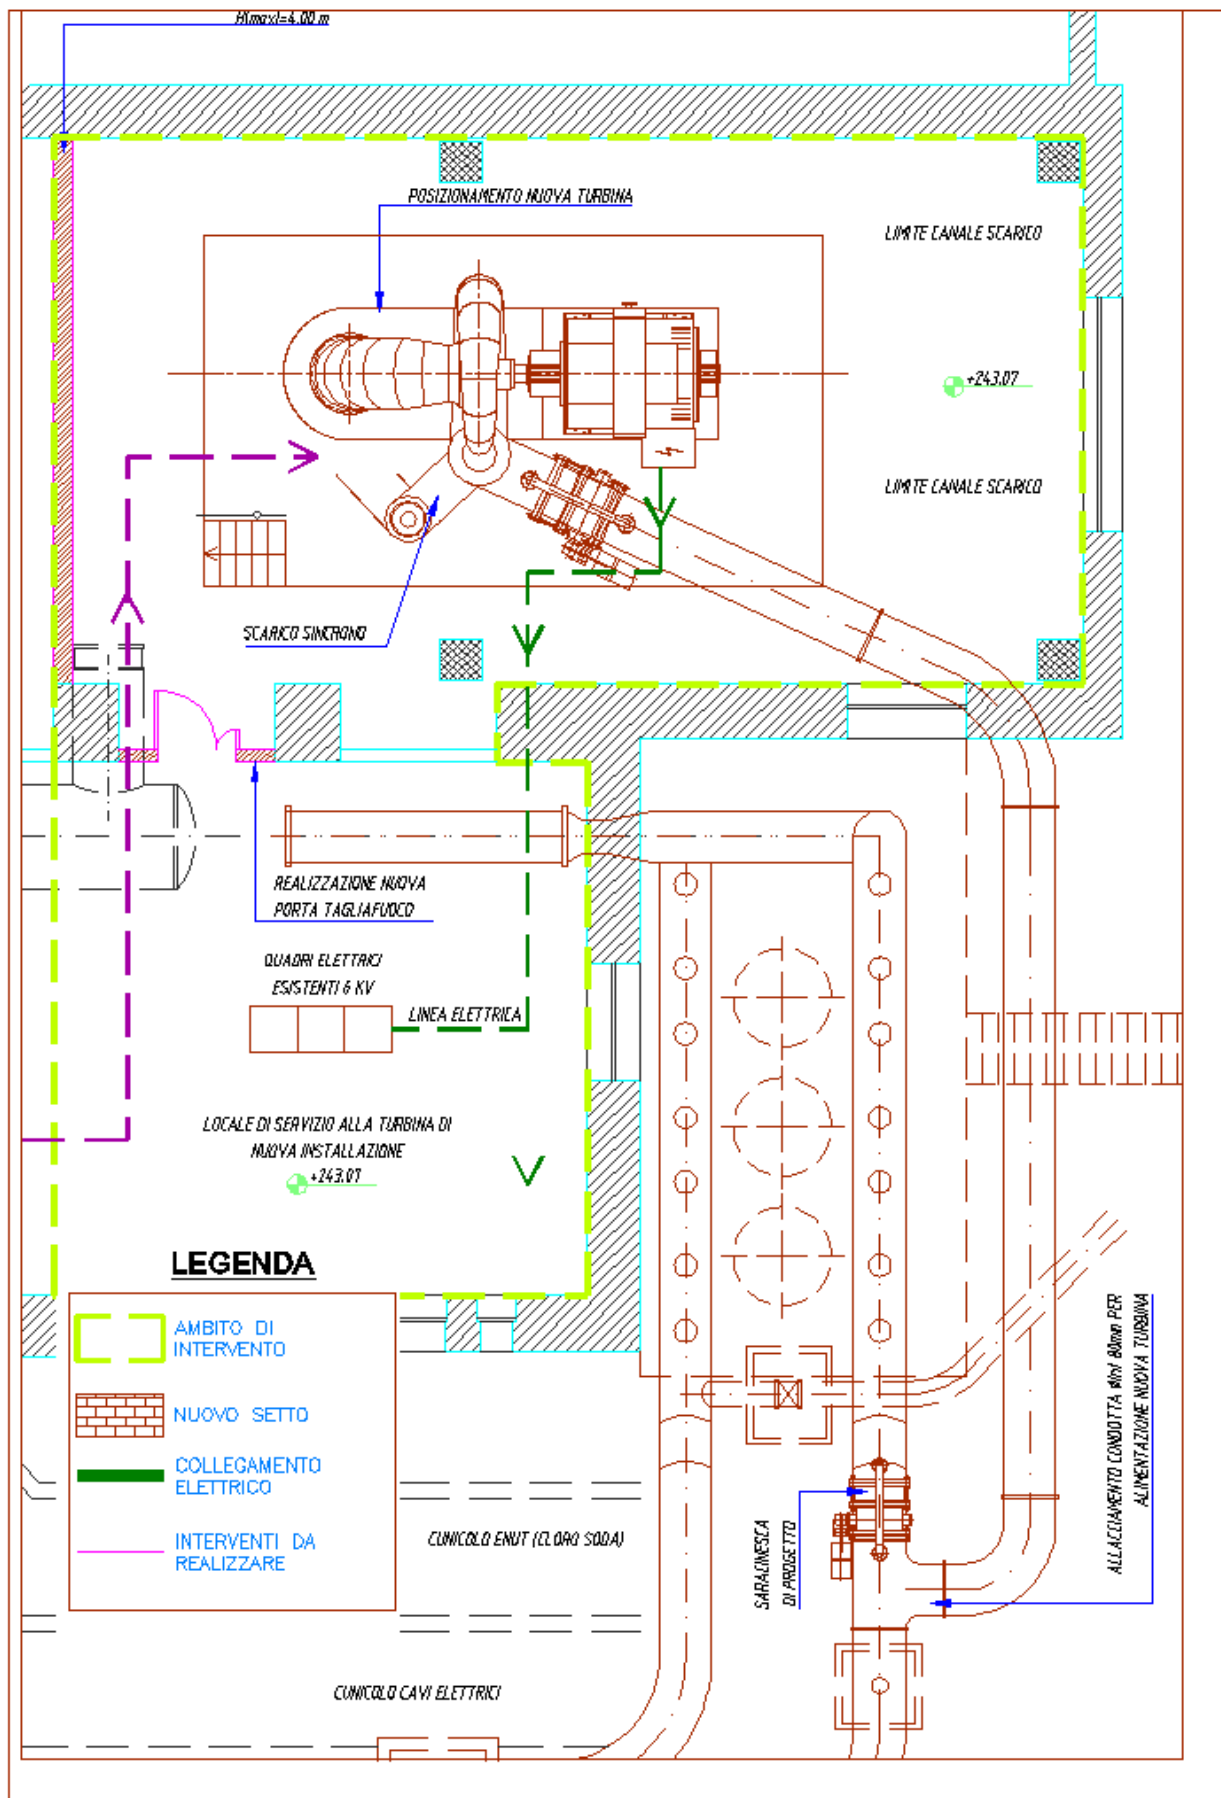 H(max)=4.00 m
POSIZIONAMENTO NUOVA TURBINA
LIMITE CANALE SCARICO
+243.07
LIMITE CANALE SCARICO
SCARICO SINCRONO
REALIZZAZIONE NUOVA
PORTA TAGLIAFUOCO
QUADRI ELETTRICI
ESISTENTI 6 KV
LINEA ELETTRICA
LOCALE DI SERVIZIO ALLA TURBINA DI
NUOVA INSTALLAZIONE
+243.07
LEGENDA
AMBITO DI
INTERVENTO
NUOVO SETTO
COLLEGAMENTO
ELETTRICO
INTERVENTI DA
REALIZZARE
CUNICOLO ENUT (CLORO SODA)
CUNICOLO CAVI ELETTRICI
SARACINESCA
DI PROGETTO
ALLACCIAMENTO CONDOTTA 80mm PER
ALIMENTAZIONE NUOVA TURBINA